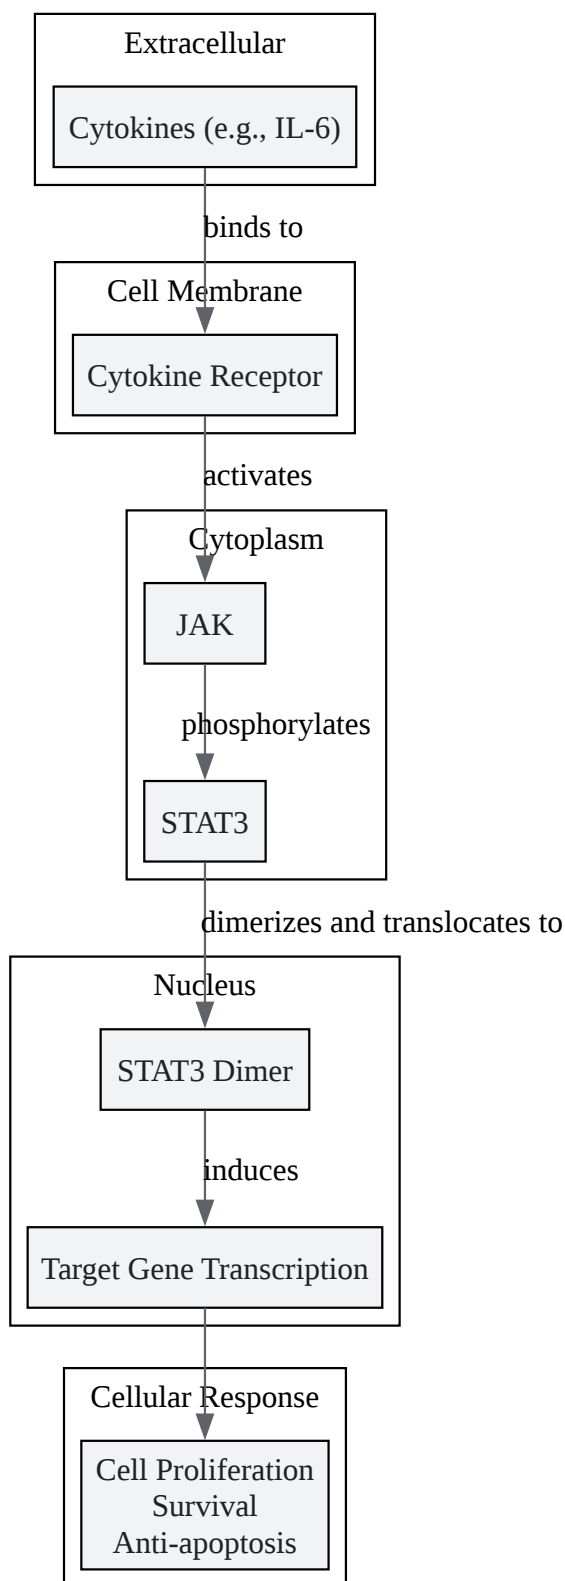 Extracellular
Cytokines (e.g., IL-6)
binds to
Cell Membrane
Cytokine Receptor
activates
Cytoplasm
JAK
phosphorylates
STAT3
dimerizes and translocates to
Nucleus
STAT3 Dimer
induces
Target Gene Transcription
Cellular Response
Cell Proliferation
Survival
Anti-apoptosis